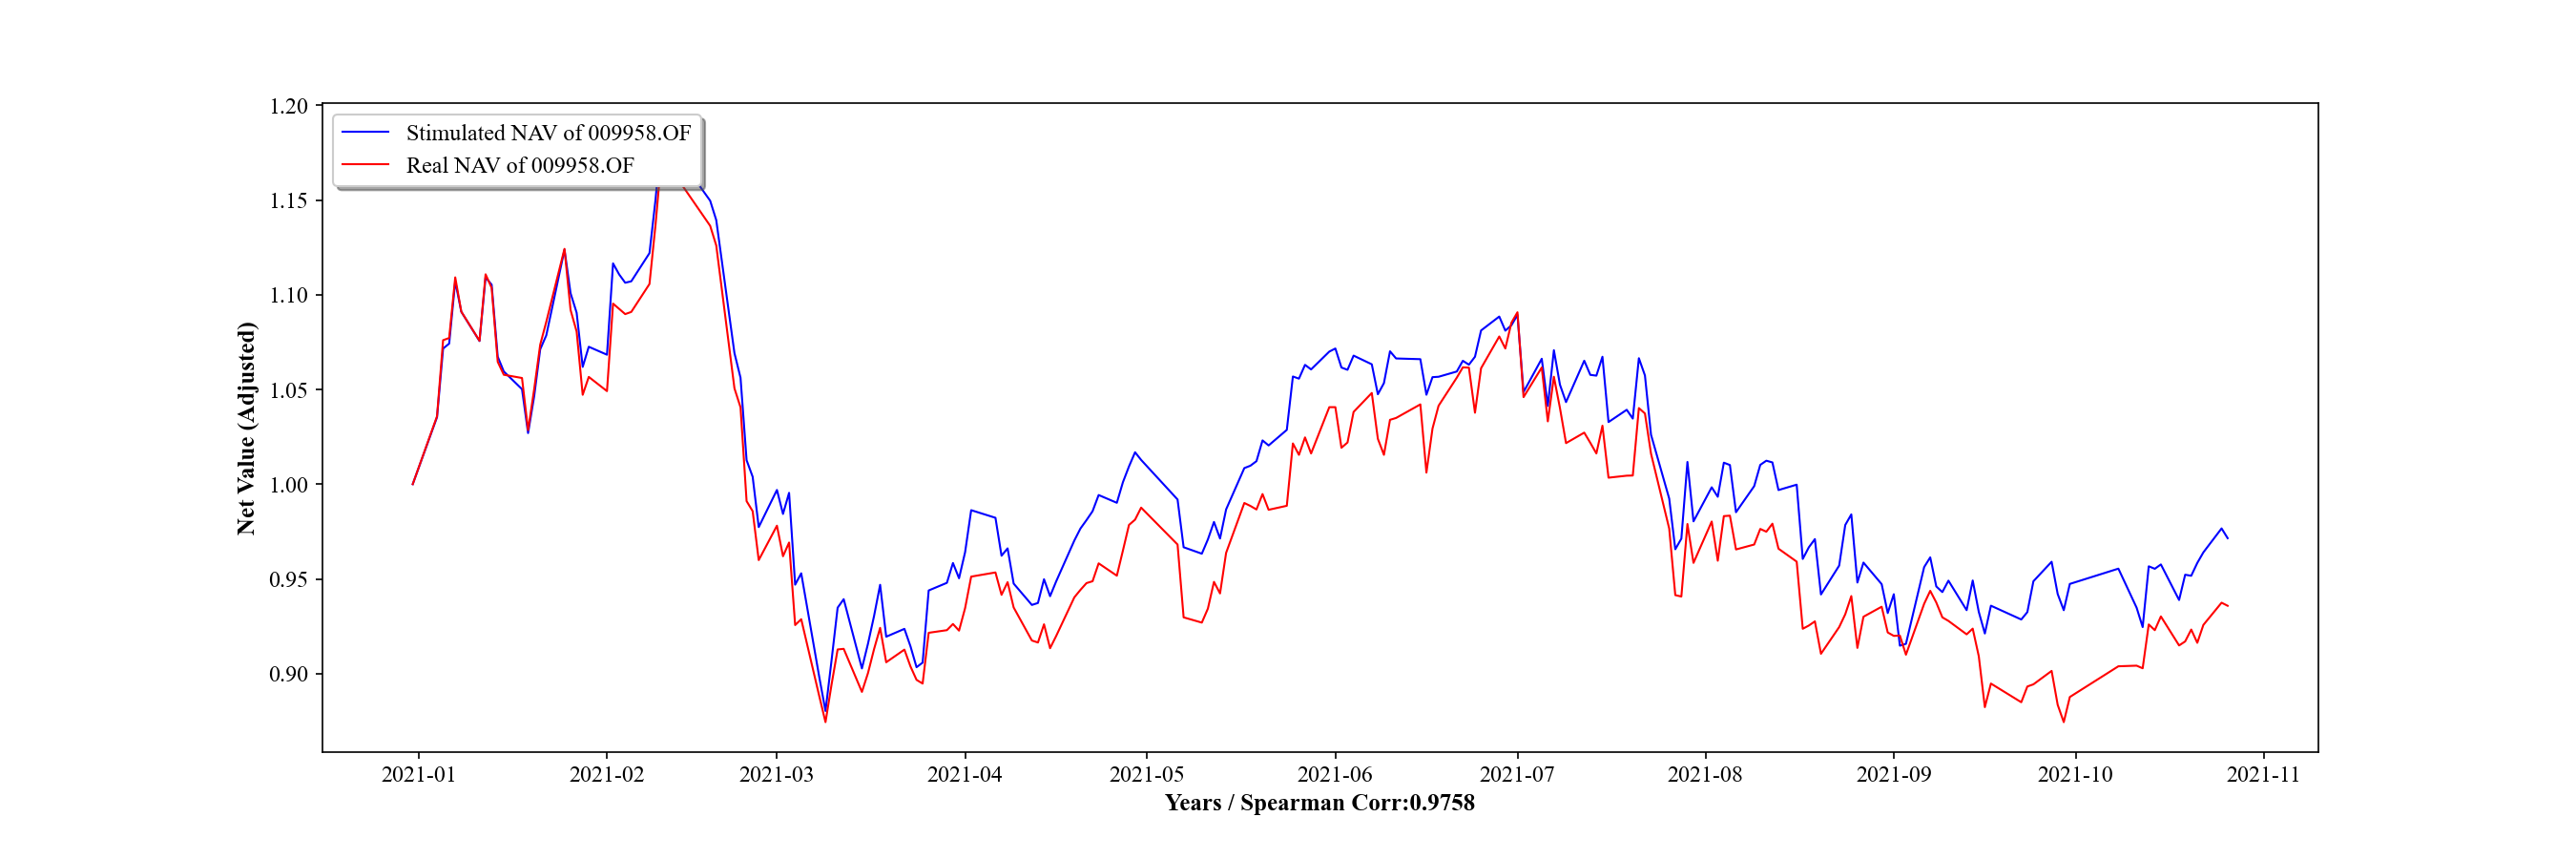 Stimulated NAV of 009958.OF
Real NAV of 009958.OF
1.20
1.15
1.10
1.05
1.00
0.95
0.90
Net Value (Adjusted)
2021-01 2021-02 2021-03 2021-04 2021-05 2021-06 2021-07 2021-08 2021-09 2021-10 2021-11
Years / Spearman Corr:0.9758